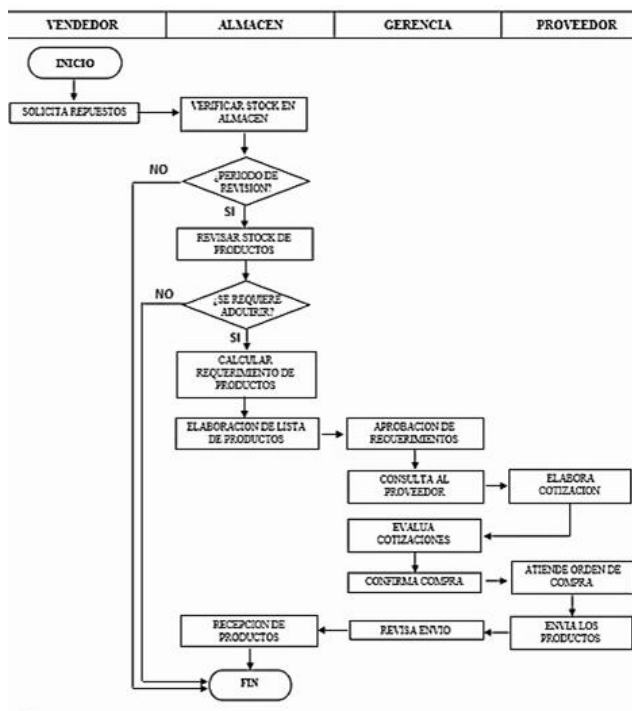 VENDEDOR
ALMACEN
GERENCIA
PROVEEDOR
INICIO
SOLICITA REPUESTOS
VERIFICAR STOCK EN
ALMACEN
NO
¿PERIODO DE
REVISION?
SI
REVISAR STOCK DE
PRODUCTOS
NO
¿SE REQUIERE
ADQUIRIR?
SI
CALCULAR
REQUERIMIENTO DE
PRODUCTOS
ELABORACION DE LISTA
DE PRODUCTOS
APROBACION DE
REQUERIMIENTOS
CONSULTA AL
PROVEEDOR
ELABORA
COTIZACION
EVALUA
COTIZACIONES
CONFIRMA COMPRA
ATIENDE ORDEN DE
COMPRA
ENVIA LOS
PRODUCTOS
REVISA ENVIO
RECEPCION DE
PRODUCTOS
FIN